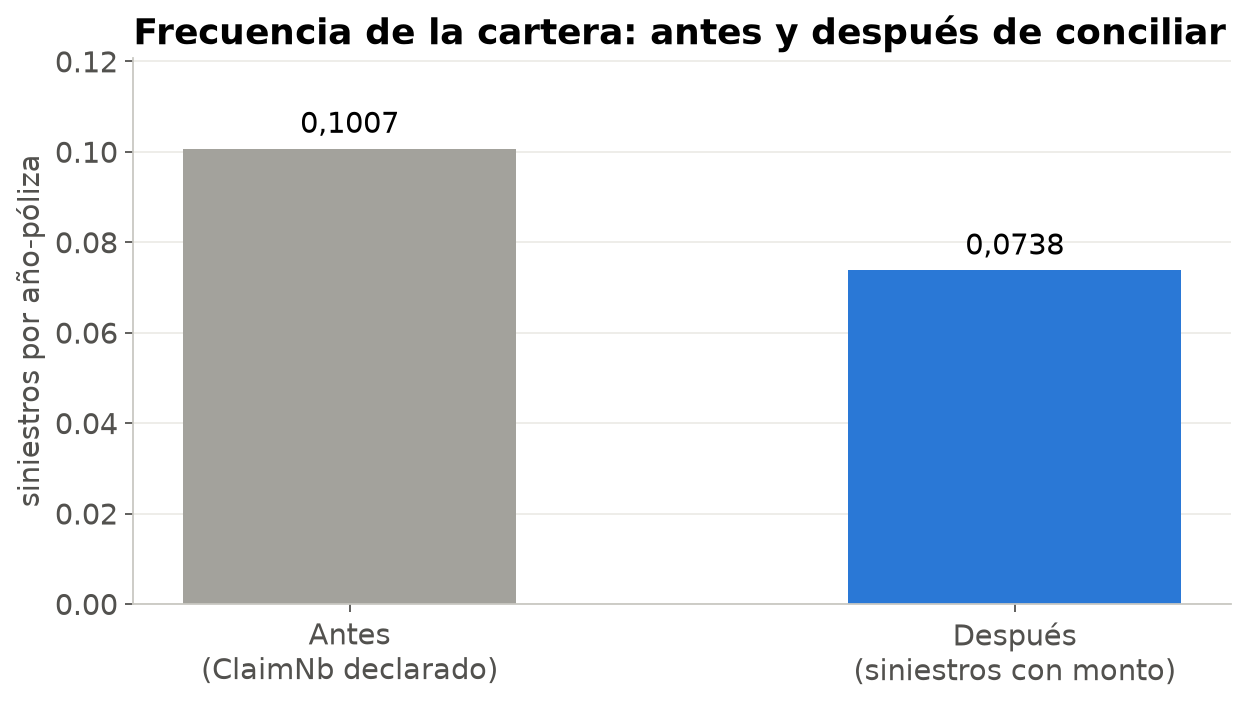 Frecuencia de la cartera: antes y después de conciliar
siniestros por año-póliza
0.12
0.10
0.08
0.06
0.04
0.02
0.00
0,1007
0,0738
Antes
(ClaimNb declarado)
Después
(siniestros con monto)